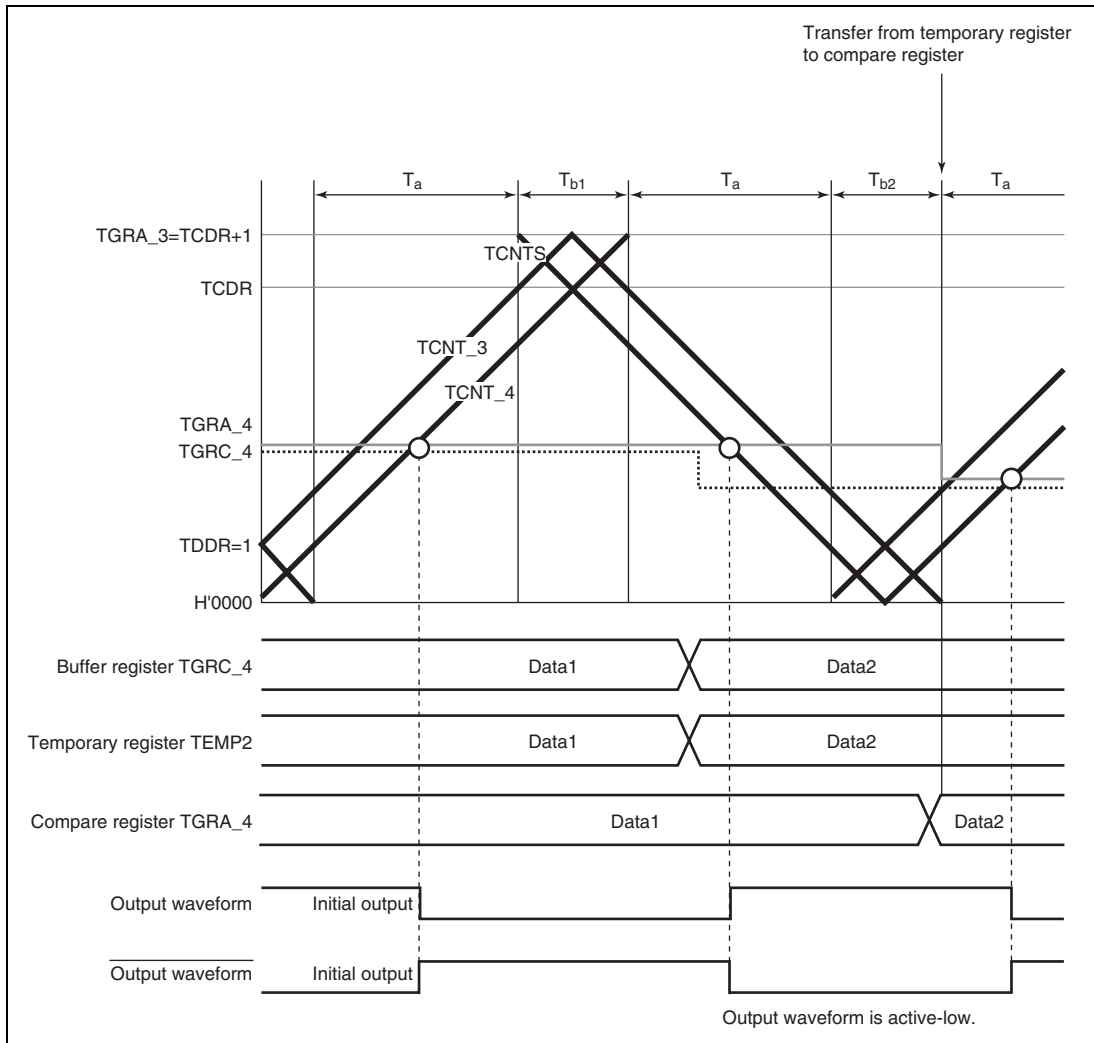 Transfer from temporary register
to compare register
Ta Tb1 Ta Tb2 Ta
TGRA_3=TCDR+1
TCNTS
TCDR
TCNT_3
TCNT_4
TGRA_4
TGRC_4
TDDR=1
H'0000
Buffer register TGRC_4 Data1 Data2
Temporary register TEMP2 Data1 Data2
Compare register TGRA_4 Data1 Data2
Output waveform Initial output
Output waveform Initial output
Output waveform is active-low.